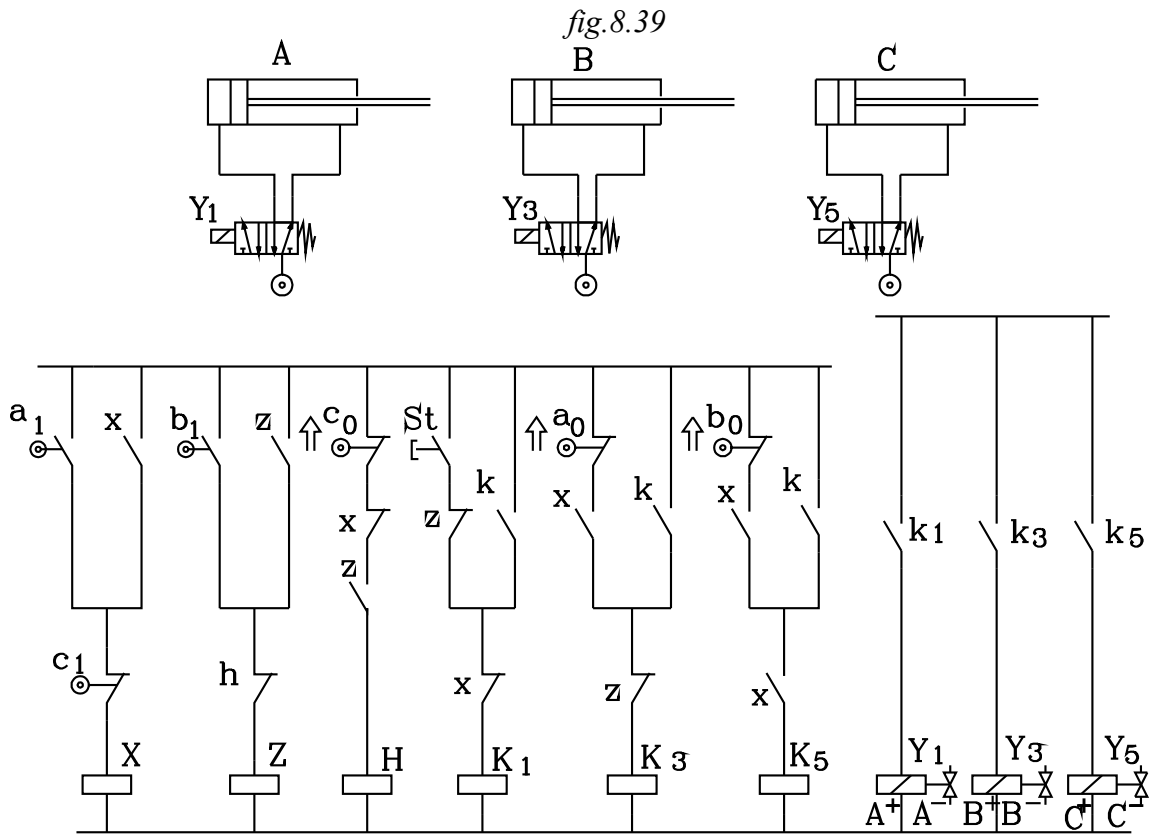 fig.8.39
A B C
Y1 Y3 Y5
a1 x b1 z c0 St a0 b0
k x k x k
x z
z
k1 k3 k5
c1 h x z x
X Z H K1 K3 K5 Y1 Y3 Y5
A+ A- B+ B- C+ C-